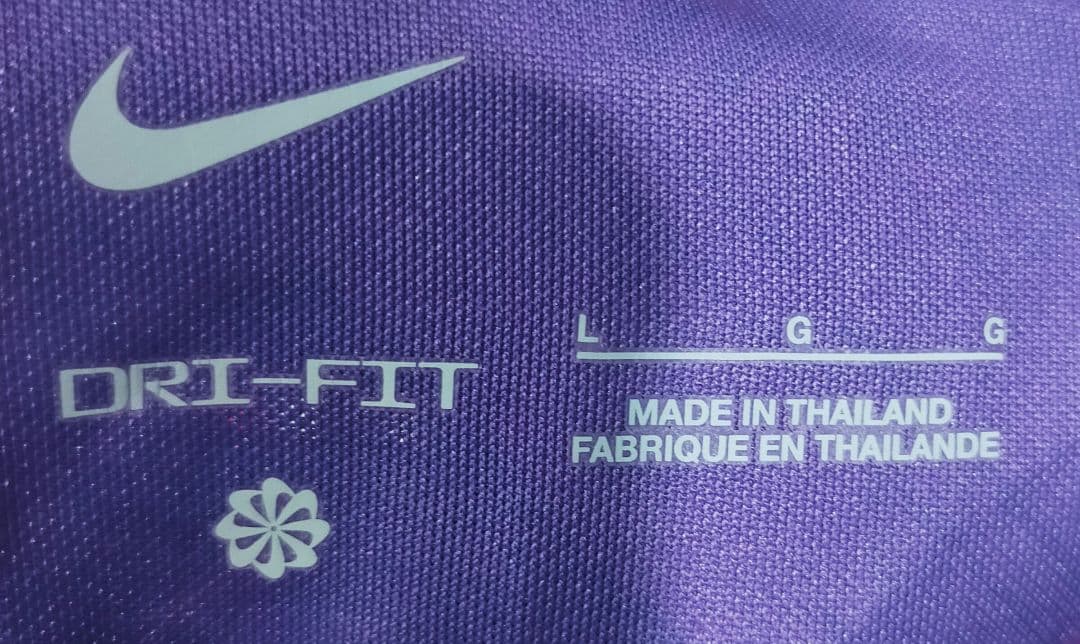 DRI-FIT
L G G
MADE IN THAILAND
FABRIQUE EN THAILANDE